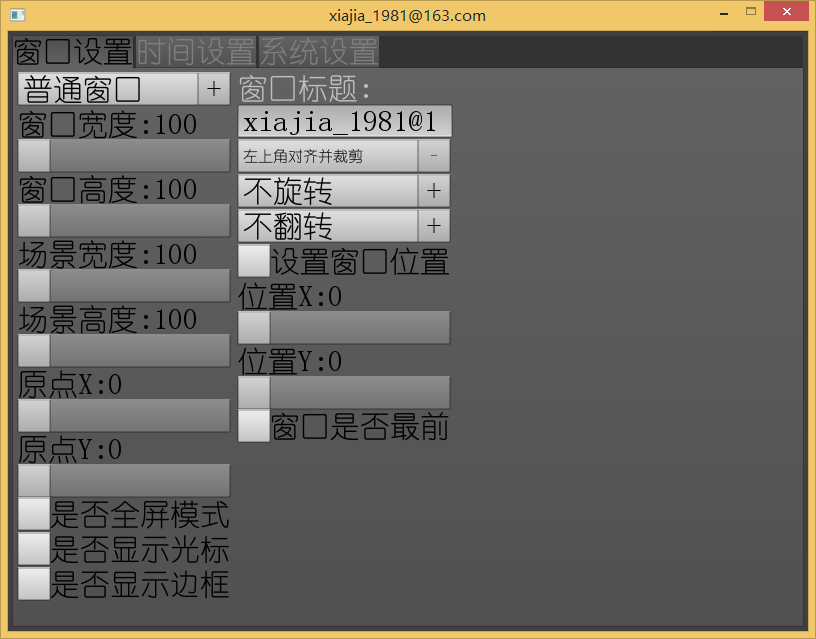 xiajia_1981@163.com
窗口设置 时间设置 系统设置
普通窗口 +
窗口宽度:100
窗口高度:100
场景宽度:100
场景高度:100
原点X:0
原点Y:0
是否全屏模式
是否显示光标
是否显示边框
窗口标题:
xiajia_1981@1
左上角对齐并裁剪 -
不旋转 +
不翻转 +
设置窗口位置
位置X:0
位置Y:0
窗口是否最前